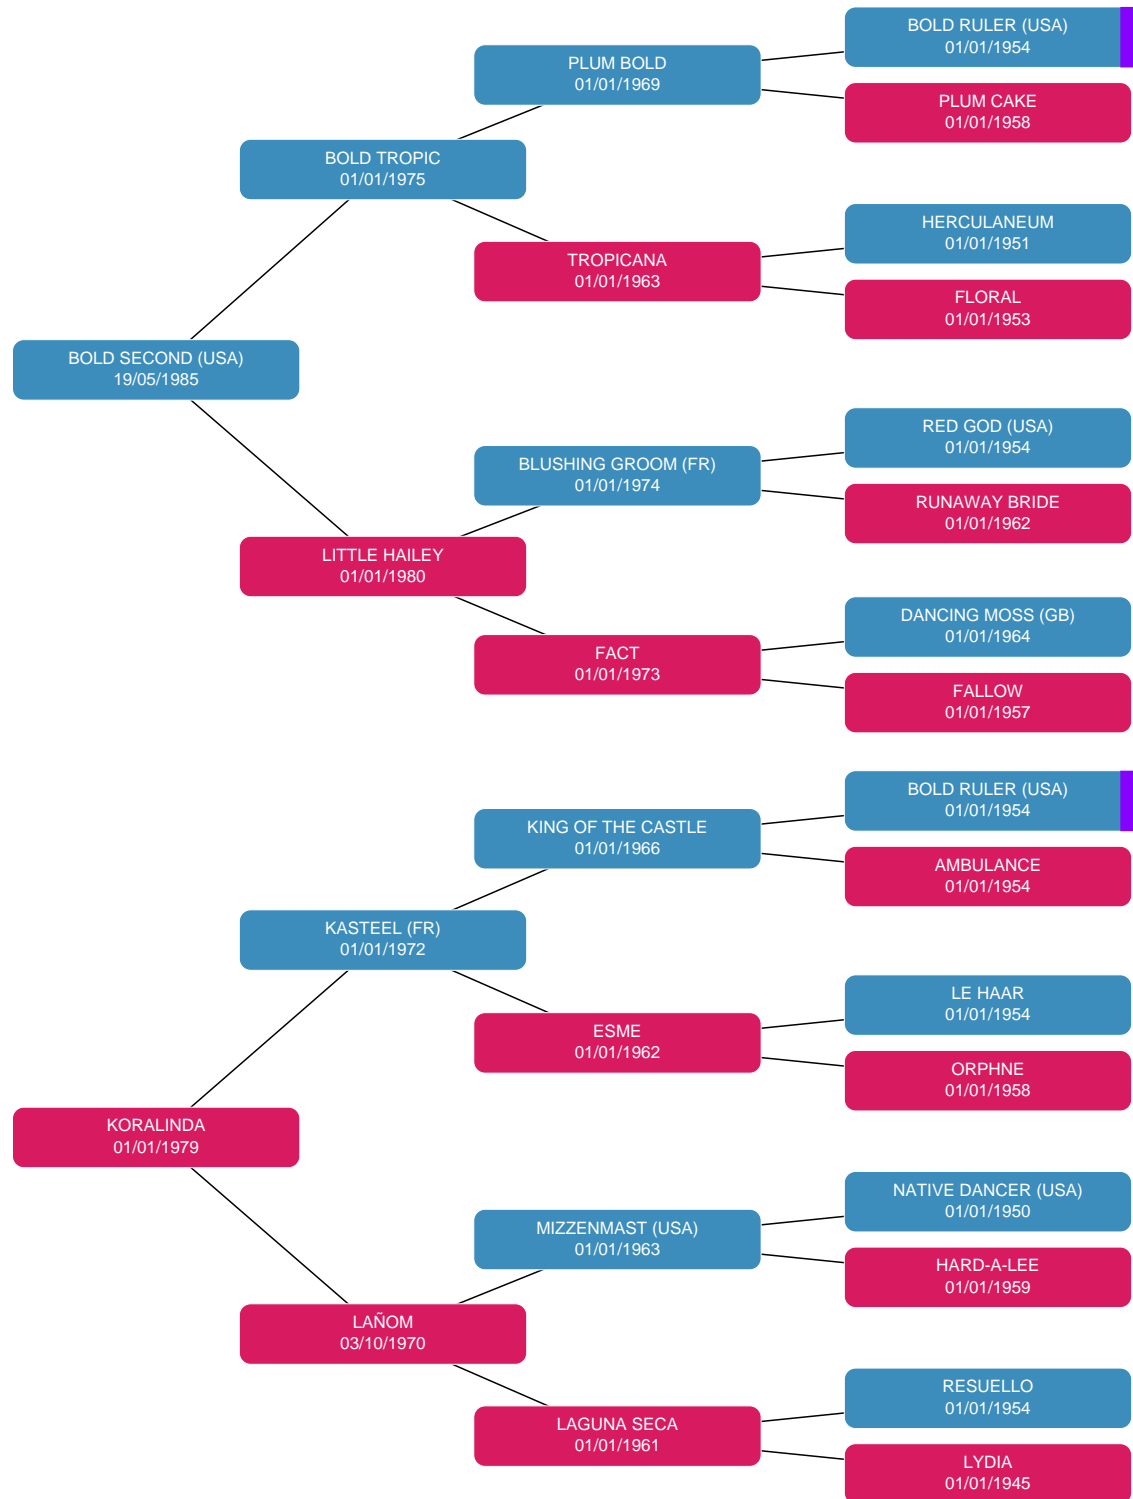 BOLD RULER (USA)
01/01/1954
PLUM BOLD
01/01/1969
PLUM CAKE
01/01/1958
BOLD TROPIC
01/01/1975
HERCULANEUM
01/01/1951
TROPICANA
01/01/1963
FLORAL
01/01/1953
BOLD SECOND (USA)
19/05/1985
RED GOD (USA)
01/01/1954
BLUSHING GROOM (FR)
01/01/1974
RUNAWAY BRIDE
01/01/1962
LITTLE HAILEY
01/01/1980
DANCING MOSS (GB)
01/01/1964
FACT
01/01/1973
FALLOW
01/01/1957
BOLD RULER (USA)
01/01/1954
KING OF THE CASTLE
01/01/1966
AMBULANCE
01/01/1954
KASTEEL (FR)
01/01/1972
LE HAAR
01/01/1954
ESME
01/01/1962
ORPHNE
01/01/1958
KORALINDA
01/01/1979
NATIVE DANCER (USA)
01/01/1950
MIZZENMAST (USA)
01/01/1963
HARD-A-LEE
01/01/1959
LAÑOM
03/10/1970
RESUELLO
01/01/1954
LAGUNA SECA
01/01/1961
LYDIA
01/01/1945